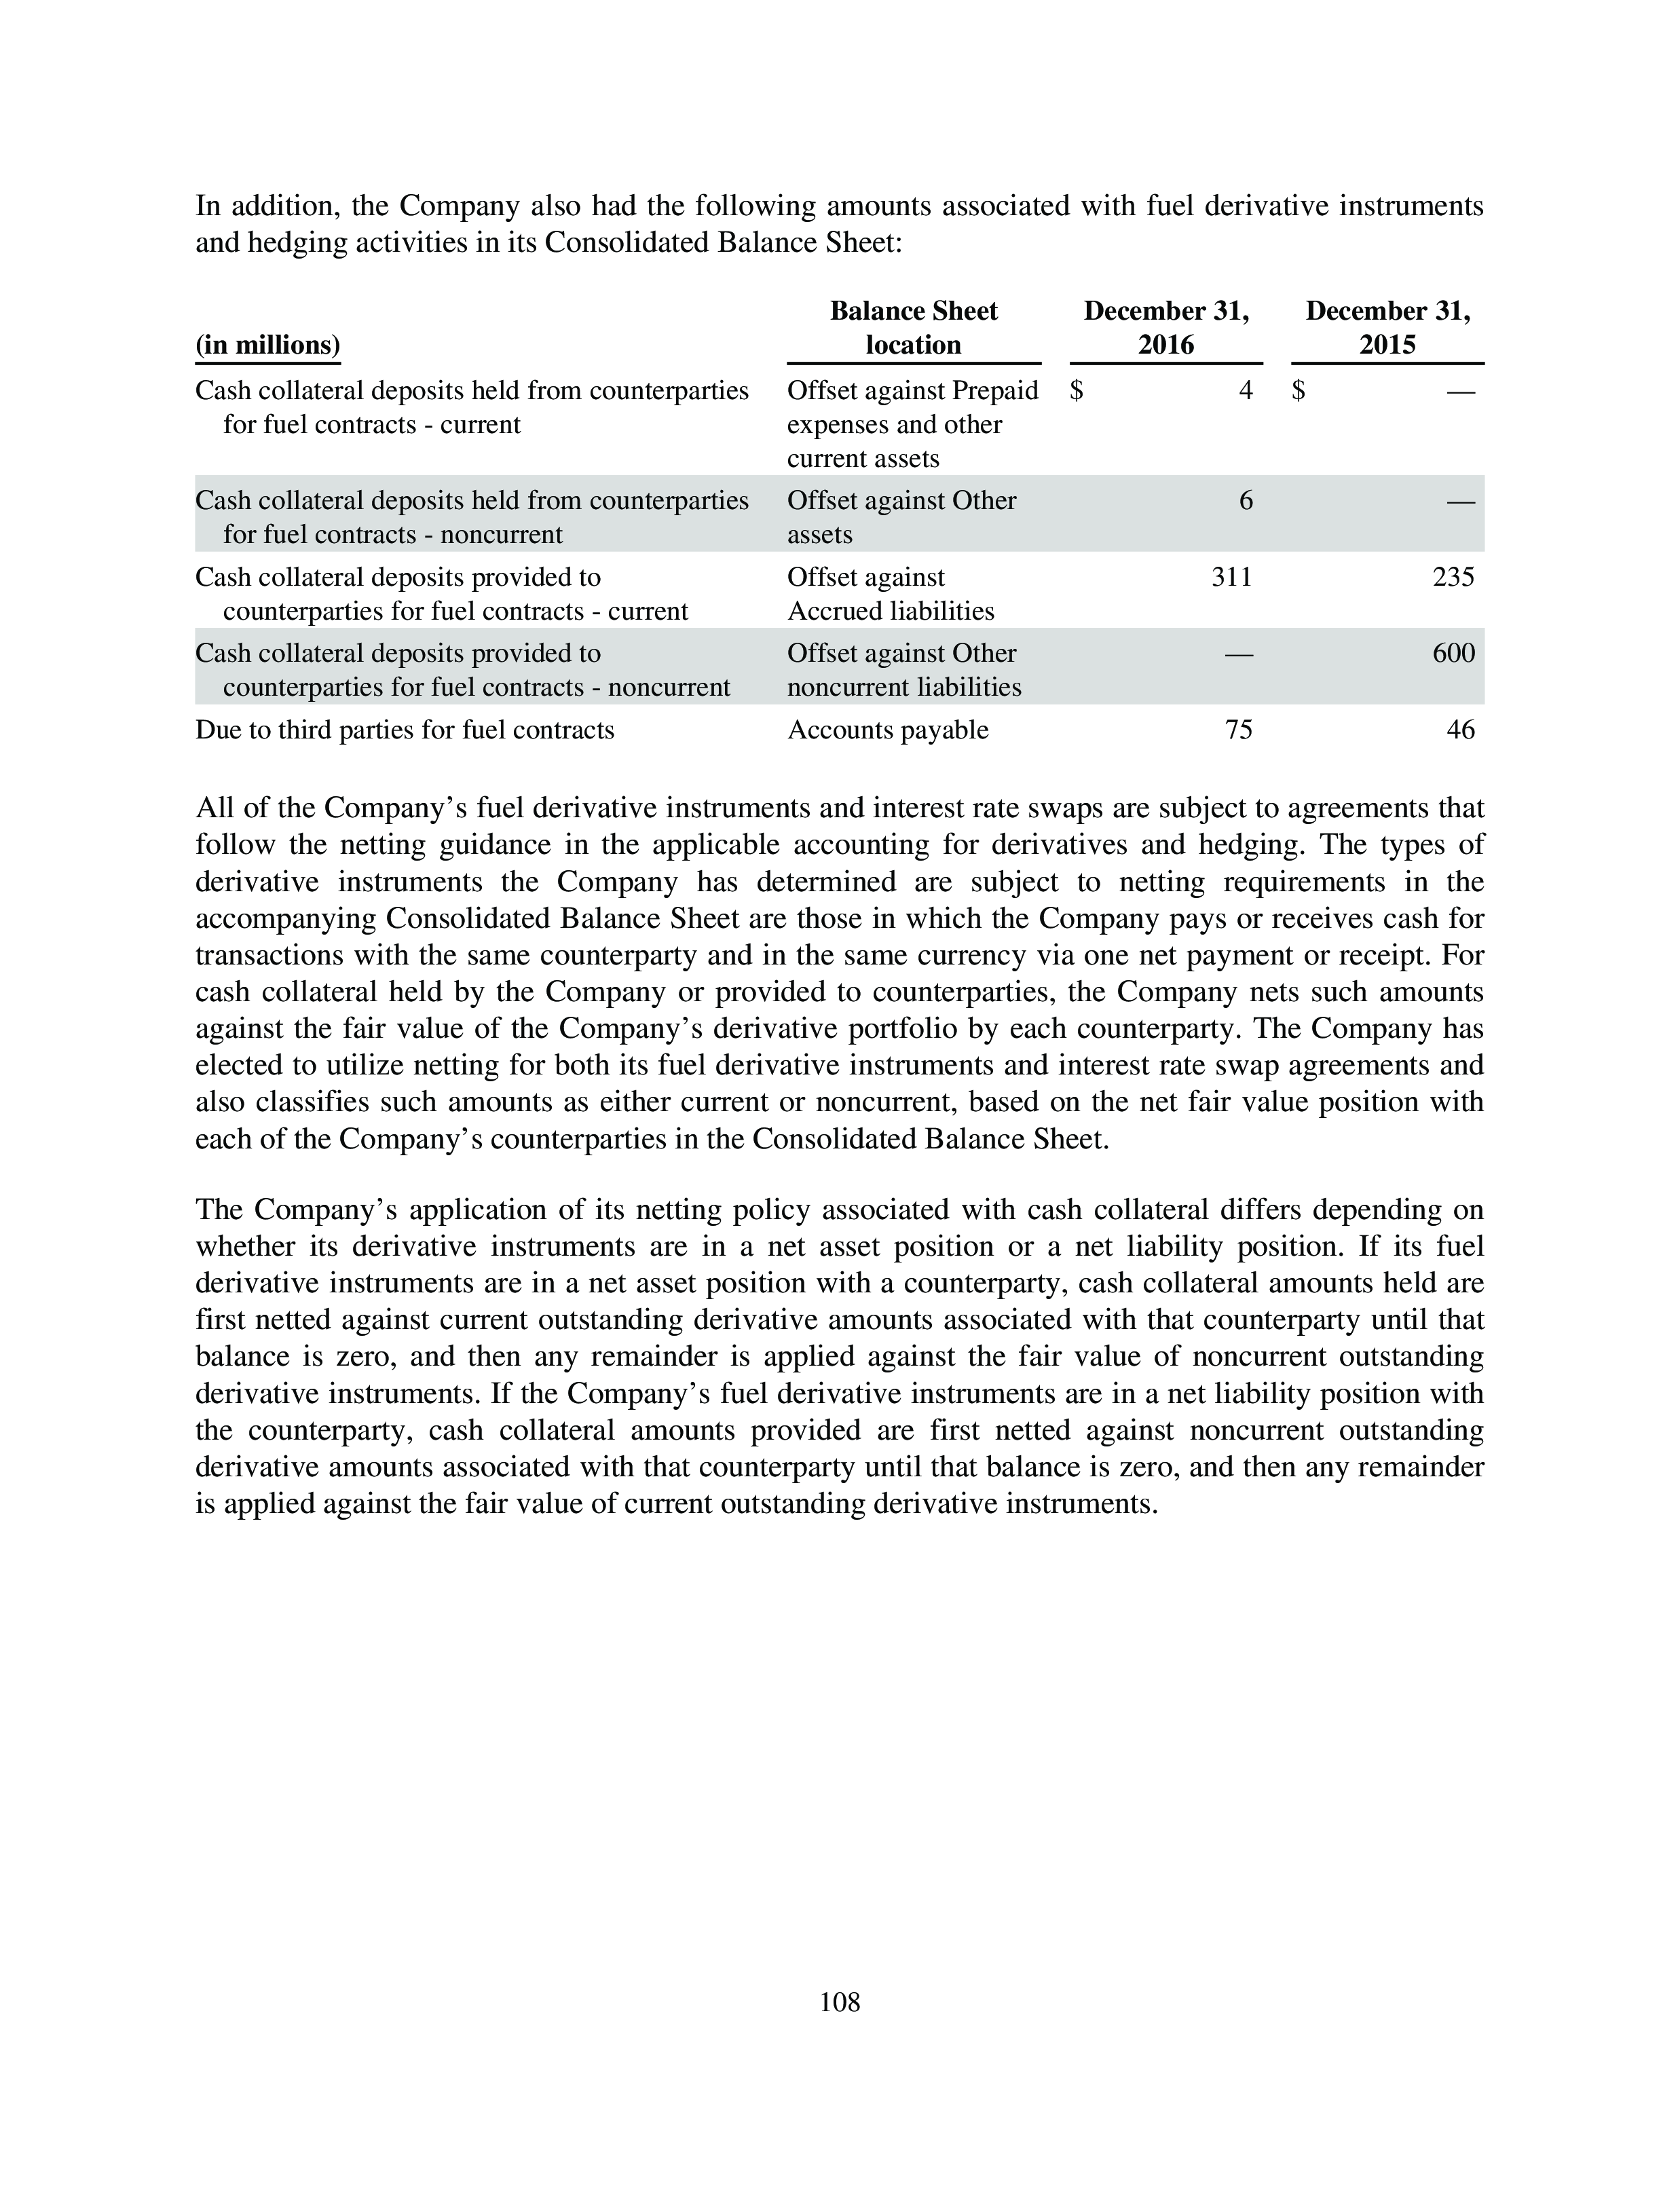 In addition, the Company also had the following amounts associated with fuel derivative instruments
and hedging activities in its Consolidated Balance Sheet:
Balance Sheet December 31, December 31,
(in millions) location 2016 2015
Cash collateral deposits held from counterparties Offset against Prepaid $ 4 $ —
for fuel contracts - current expenses and other
current assets
Cash collateral deposits held from counterparties Offset against Other 6 —
for fuel contracts - noncurrent assets
Cash collateral deposits provided to Offset against 311 235
counterparties for fuel contracts - current Accrued liabilities
Cash collateral deposits provided to Offset against Other — 600
counterparties for fuel contracts - noncurrent noncurrent liabilities
Due to third parties for fuel contracts Accounts payable 75 46
All of the Company’s fuel derivative instruments and interest rate swaps are subject to agreements that
follow the netting guidance in the applicable accounting for derivatives and hedging. The types of
derivative instruments the Company has determined are subject to netting requirements in the
accompanying Consolidated Balance Sheet are those in which the Company pays or receives cash for
transactions with the same counterparty and in the same currency via one net payment or receipt. For
cash collateral held by the Company or provided to counterparties, the Company nets such amounts
against the fair value of the Company’s derivative portfolio by each counterparty. The Company has
elected to utilize netting for both its fuel derivative instruments and interest rate swap agreements and
also classifies such amounts as either current or noncurrent, based on the net fair value position with
each of the Company’s counterparties in the Consolidated Balance Sheet.
The Company’s application of its netting policy associated with cash collateral differs depending on
whether its derivative instruments are in a net asset position or a net liability position. If its fuel
derivative instruments are in a net asset position with a counterparty, cash collateral amounts held are
first netted against current outstanding derivative amounts associated with that counterparty until that
balance is zero, and then any remainder is applied against the fair value of noncurrent outstanding
derivative instruments. If the Company’s fuel derivative instruments are in a net liability position with
the counterparty, cash collateral amounts provided are first netted against noncurrent outstanding
derivative amounts associated with that counterparty until that balance is zero, and then any remainder
is applied against the fair value of current outstanding derivative instruments.
108